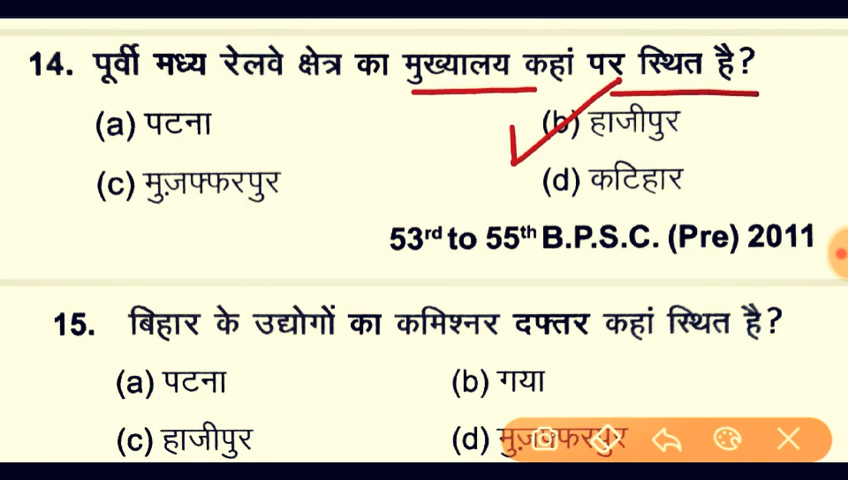 14. पूर्वी मध्य रेलवे क्षेत्र का मुख्यालय कहां पर स्थित है?
(a) पटना (b) हाजीपुर
(c) मुज़फ्फरपुर (d) कटिहार
53rd to 55th B.P.S.C. (Pre) 2011
15. बिहार के उद्योगों का कमिश्नर दफ्तर कहां स्थित है?
(a) पटना (b) गया
(c) हाजीपुर (d) मुज़फ्फरपुर